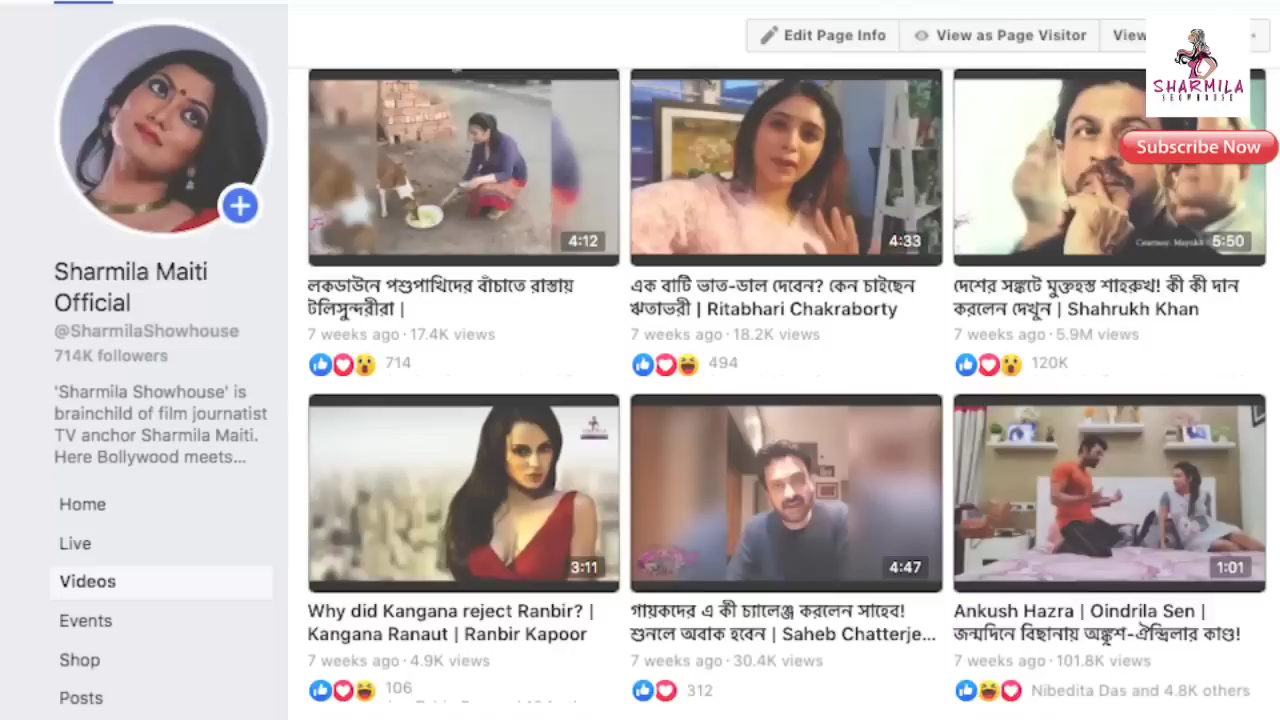 Edit Page Info
View as Page Visitor
View
SHARMILA
SHOWHOUSE
Subscribe Now
Sharmila Maiti
Official
@SharmilaShowhouse
714K followers
'Sharmila Showhouse' is
brainchild of film journatist
TV anchor Sharmila Maiti.
Here Bollywood meets...
Home
Live
Videos
Events
Shop
Posts
4:12
লকডাউনে পশুপাখিদের বাঁচাতে রাস্তায়
টলিসুন্দরীরা |
7 weeks ago · 17.4K views
714
4:33
এক বাটি ভাত-ডাল দেবেন? কেন চাইছেন
ঋতাভরী | Ritabhari Chakraborty
7 weeks ago · 18.2K views
494
Courtesy: 
5:50
দেশের সঙ্কটে মুক্তহস্ত শাহরুখ! কী কী দান
করলেন দেখুন | Shahrukh Khan
7 weeks ago · 5.9M views
120K
3:11
Why did Kangana reject Ranbir? |
Kangana Ranaut | Ranbir Kapoor
7 weeks ago · 4.9K views
106
4:47
গায়কদের এ কী চ্যালেঞ্জ করলেন সাহেব!
শুনলে অবাক হবেন | Saheb Chatterje...
7 weeks ago · 30.4K views
312
1:01
Ankush Hazra | Oindrila Sen |
জন্মদিনে বিছানায় অঙ্কুশ-ঐন্দ্রিলার কাণ্ড!
7 weeks ago · 101.8K views
Nibedita Das and 4.8K others